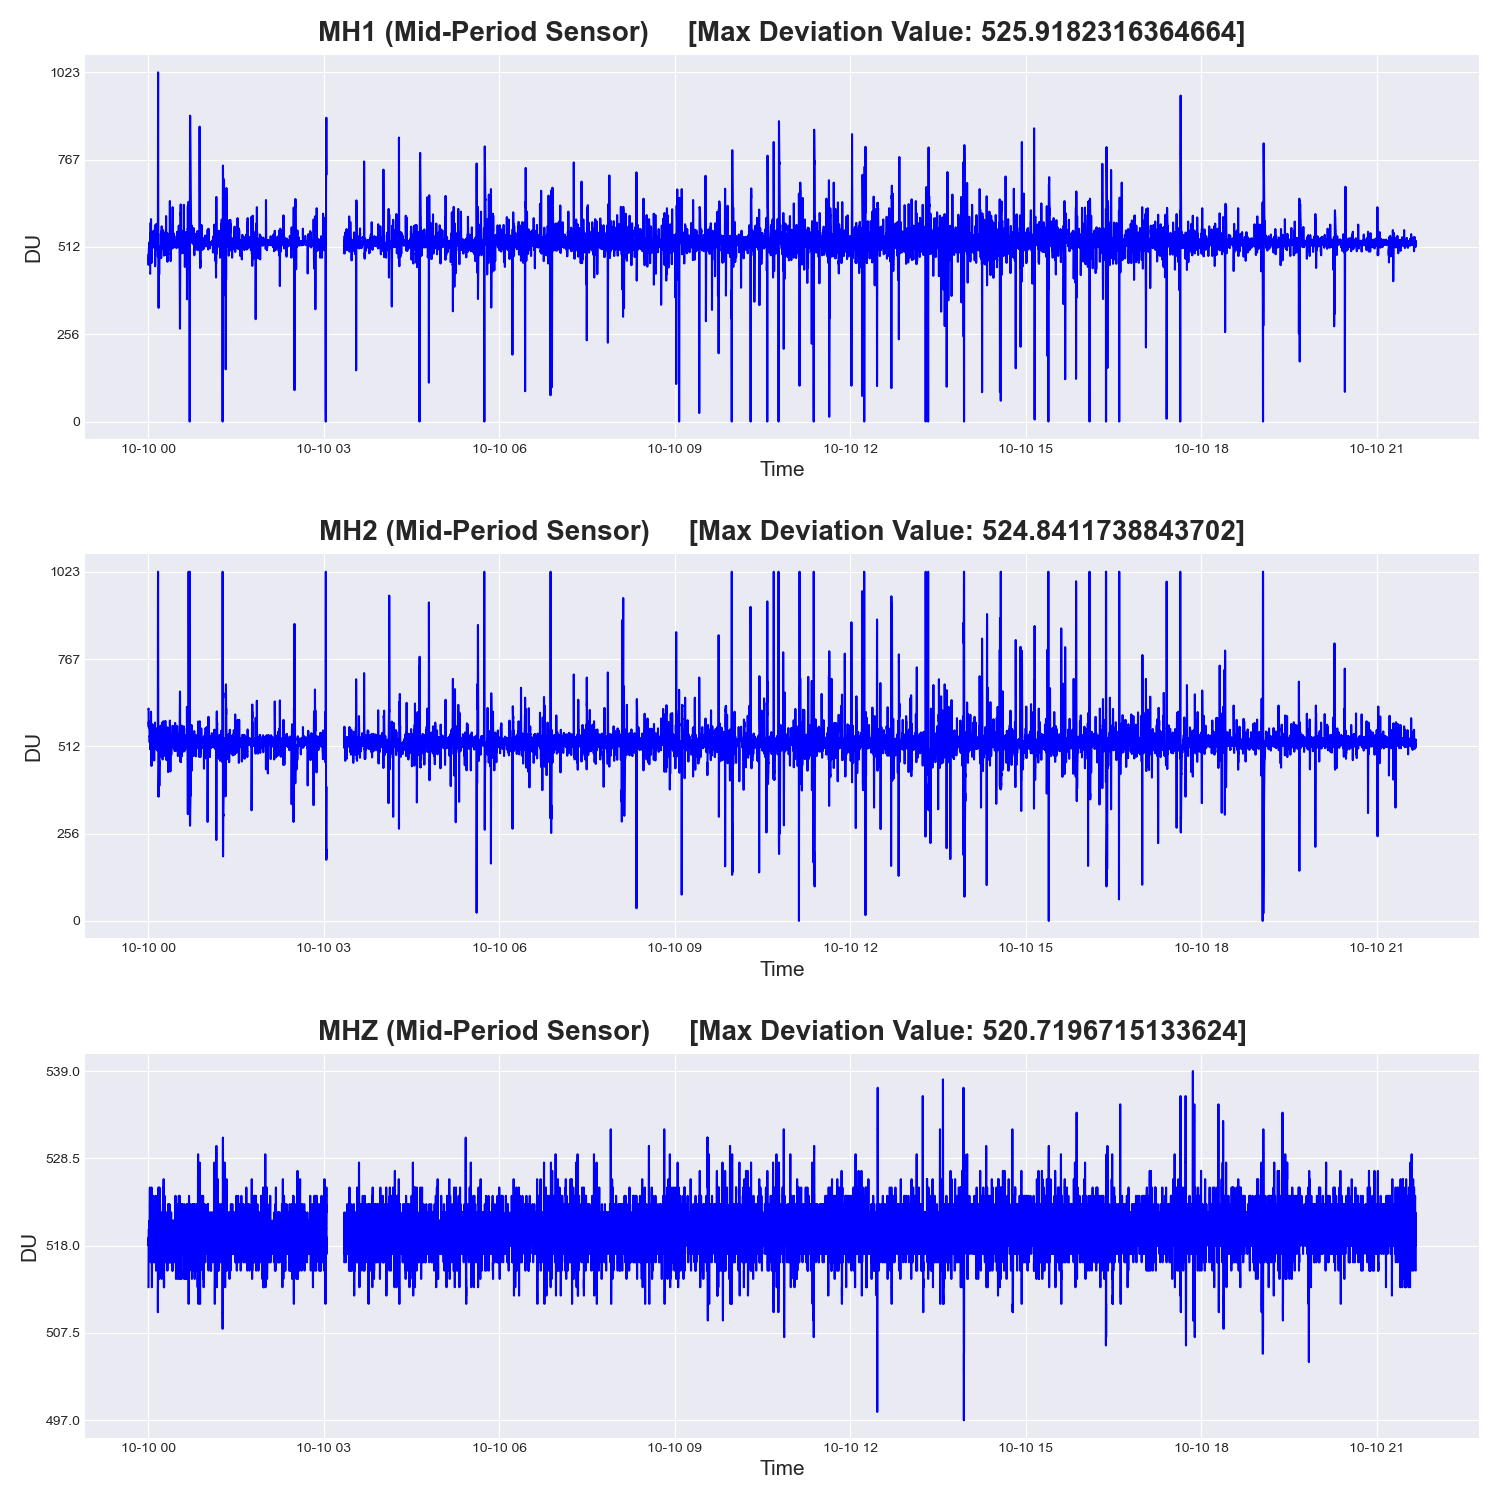 MH1 (Mid-Period Sensor) [Max Deviation Value: 525.9182316364664]
1023
767
512
256
0
DU
10-10 00 10-10 03 10-10 06 10-10 09 10-10 12 10-10 15 10-10 18 10-10 21
Time
MH2 (Mid-Period Sensor) [Max Deviation Value: 524.8411738843702]
1023
767
512
256
0
DU
10-10 00 10-10 03 10-10 06 10-10 09 10-10 12 10-10 15 10-10 18 10-10 21
Time
MHZ (Mid-Period Sensor) [Max Deviation Value: 520.7196715133624]
539.0
528.5
518.0
507.5
497.0
DU
10-10 00 10-10 03 10-10 06 10-10 09 10-10 12 10-10 15 10-10 18 10-10 21
Time